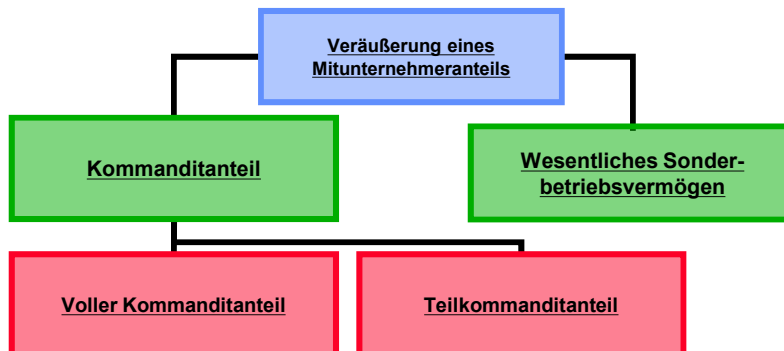 Veräußerung eines
Mitunternehmeranteils
Kommanditanteil
Wesentliches Sonder-
betriebsvermögen
Voller Kommanditanteil
Teilkommanditanteil